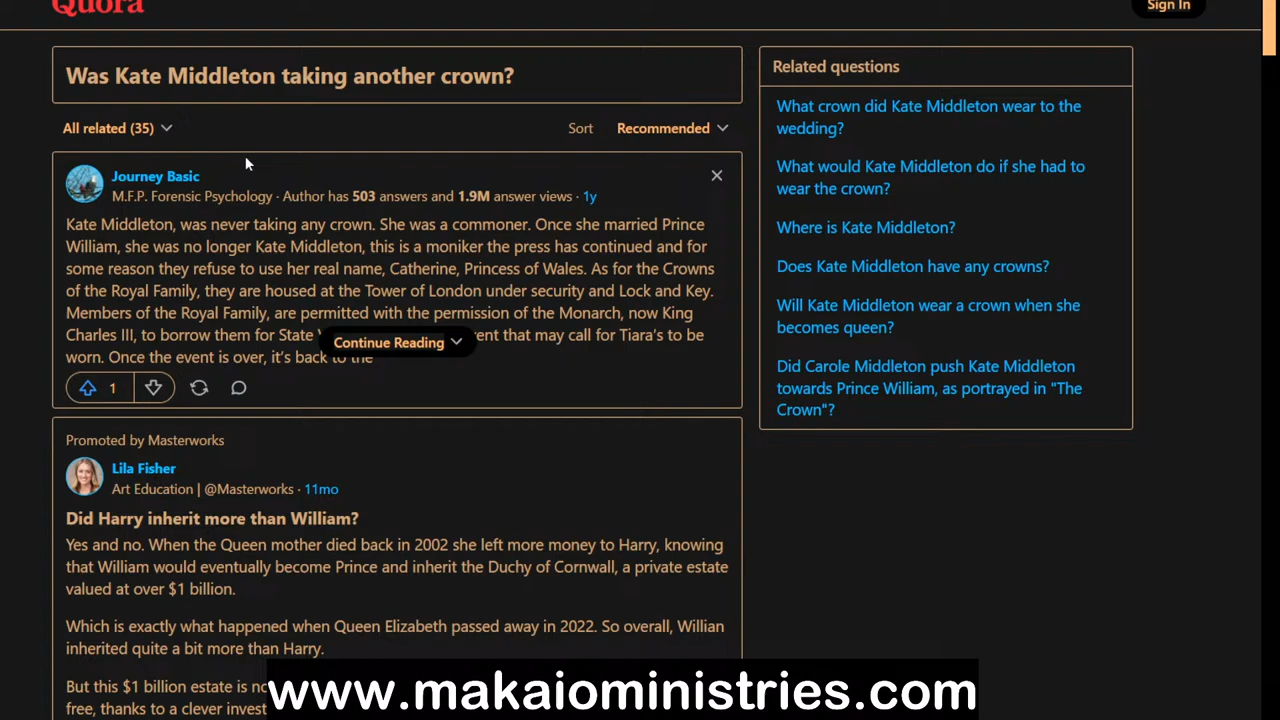 Quora
Sign In
Was Kate Middleton taking another crown?
All related (35)
Sort
Recommended
Journey Basic
M.F.P. Forensic Psychology · Author has 503 answers and 1.9M answer views · 1y
Kate Middleton, was never taking any crown. She was a commoner. Once she married Prince
William, she was no longer Kate Middleton, this is a moniker the press has continued and for
some reason they refuse to use her real name, Catherine, Princess of Wales. As for the Crowns
of the Royal Family, they are housed at the Tower of London under security and Lock and Key.
Members of the Royal Family, are permitted with the permission of the Monarch, now King
Charles III, to borrow them for State that may call for Tiara's to be
worn. Once the event is over, it's back to the
Continue Reading
1
Promoted by Masterworks
Lila Fisher
Art Education | @Masterworks · 11mo
Did Harry inherit more than William?
Yes and no. When the Queen mother died back in 2002 she left more money to Harry, knowing
that William would eventually become Prince and inherit the Duchy of Cornwall, a private estate
valued at over $1 billion.
Which is exactly what happened when Queen Elizabeth passed away in 2022. So overall, Willian
inherited quite a bit more than Harry.
But this $1 billion estate is
free, thanks to a clever
www.makaiominstries.com
Related questions
What crown did Kate Middleton wear to the
wedding?
What would Kate Middleton do if she had to
wear the crown?
Where is Kate Middleton?
Does Kate Middleton have any crowns?
Will Kate Middleton wear a crown when she
becomes queen?
Did Carole Middleton push Kate Middleton
towards Prince William, as portrayed in "The
Crown"?